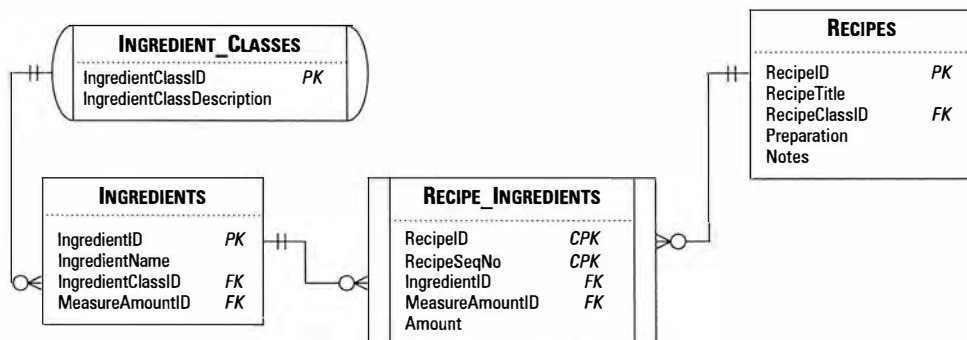 INGREDIENT_CLASSES
IngredientClassID PK
IngredientClassDescription
RECIPES
RecipeID PK
RecipeTitle
RecipeClassID FK
Preparation
Notes
INGREDIENTS
IngredientID PK
IngredientName
IngredientClassID FK
MeasureAmountID FK
RECIPE_INGREDIENTS
RecipeID CPK
RecipeSeqNo CPK
IngredientID FK
MeasureAmountID FK
Amount